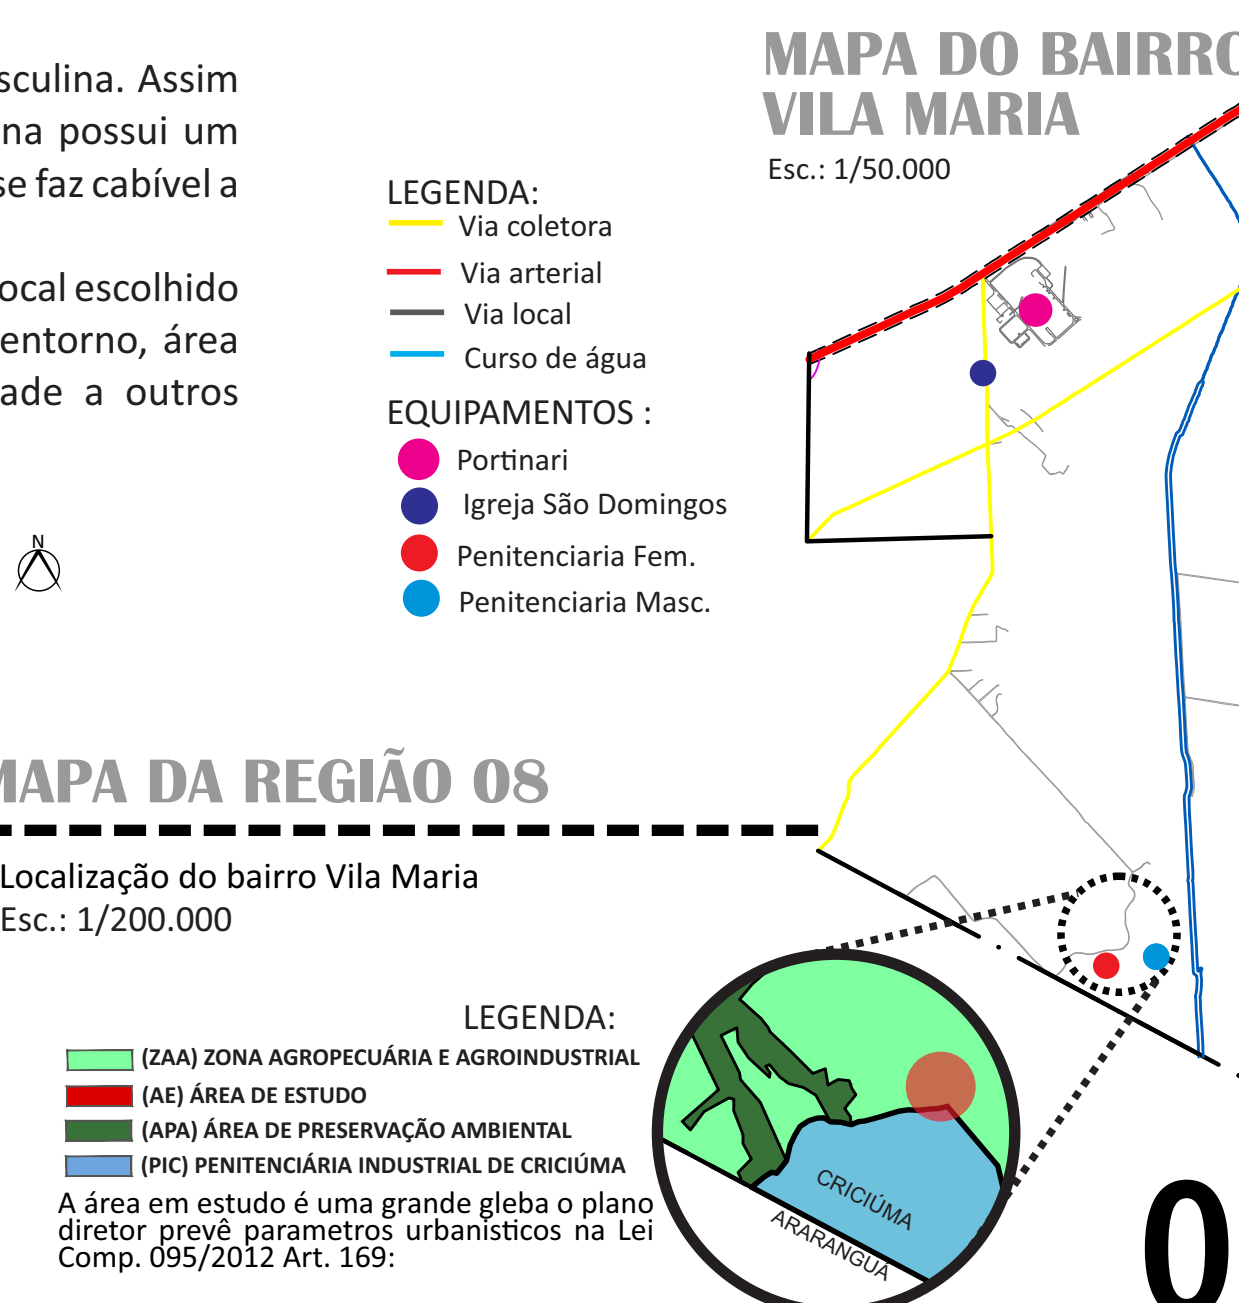 sculina. Assim
na possui um
se faz cabível a
ocal escolhido
entorno, área
ade a outros
N
LEGENDA:
Via coletora
Via arterial
Via local
Curso de água
EQUIPAMENTOS :
Portinari
Igreja São Domingos
Penitenciaria Fem.
Penitenciaria Masc.
MAPA DO BAIRRO
VILA MARIA
Esc.: 1/50.000
MAPA DA REGIÃO 08
Localização do bairro Vila Maria
Esc.: 1/200.000
LEGENDA:
(ZAA) ZONA AGROPECUÁRIA E AGROINDUSTRIAL
(AE) ÁREA DE ESTUDO
(APA) ÁREA DE PRESERVAÇÃO AMBIENTAL
(PIC) PENITENCIÁRIA INDUSTRIAL DE CRICIÚMA
A área em estudo é uma grande gleba o plano
diretor prevê parametros urbanisticos na Lei
Comp. 095/2012 Art. 169:
CRICIÚMA
ARARANGUÁ
0